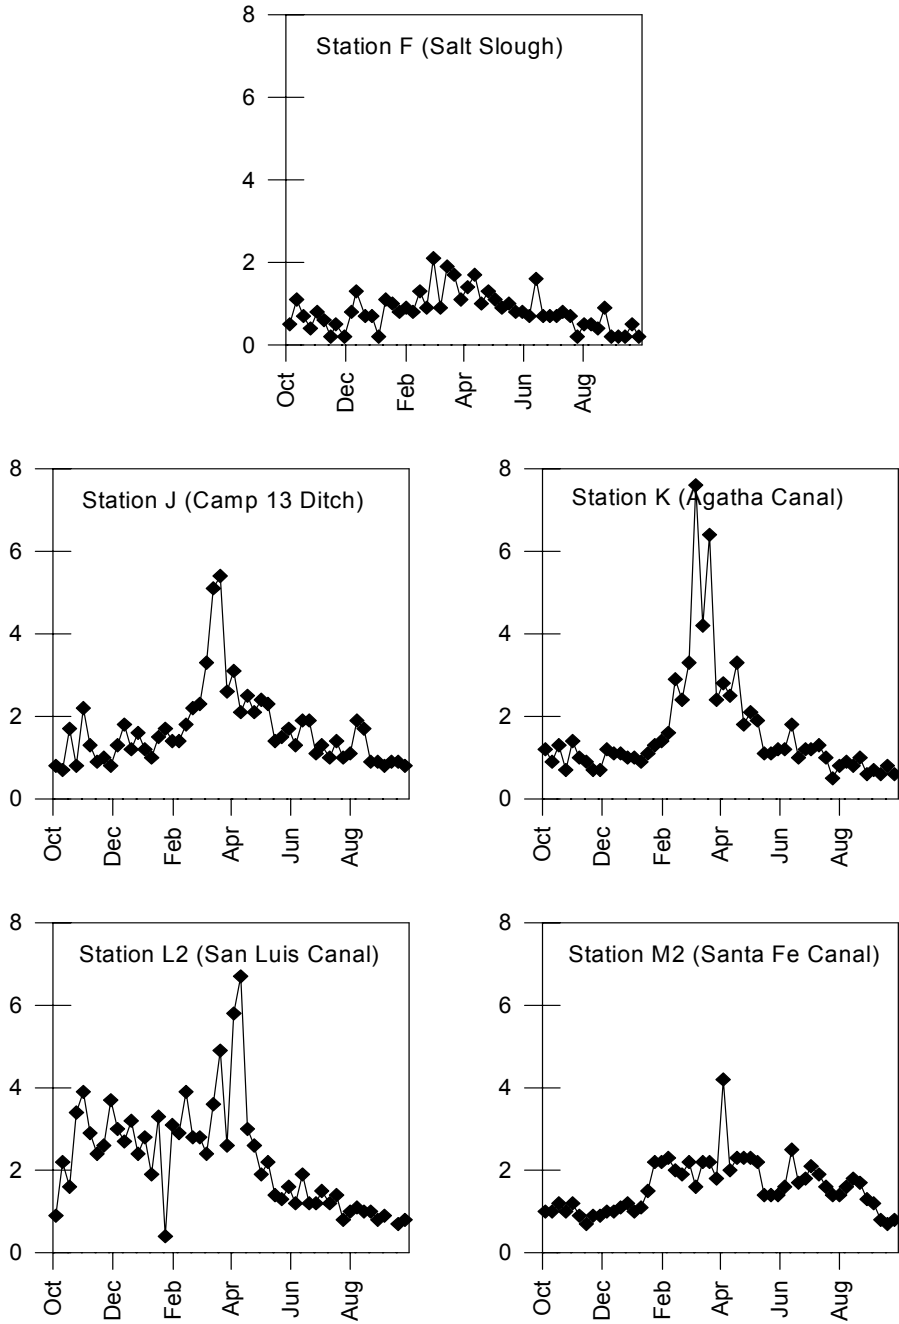 8
Station F (Salt Slough)
6
4
2
0
Oct Dec Feb Apr Jun Aug
8
Station J (Camp 13 Ditch)
6
4
2
0
Oct Dec Feb Apr Jun Aug
8
Station K (Agatha Canal)
6
4
2
0
Oct Dec Feb Apr Jun Aug
8
Station L2 (San Luis Canal)
6
4
2
0
Oct Dec Feb Apr Jun Aug
8
Station M2 (Santa Fe Canal)
6
4
2
0
Oct Dec Feb Apr Jun Aug